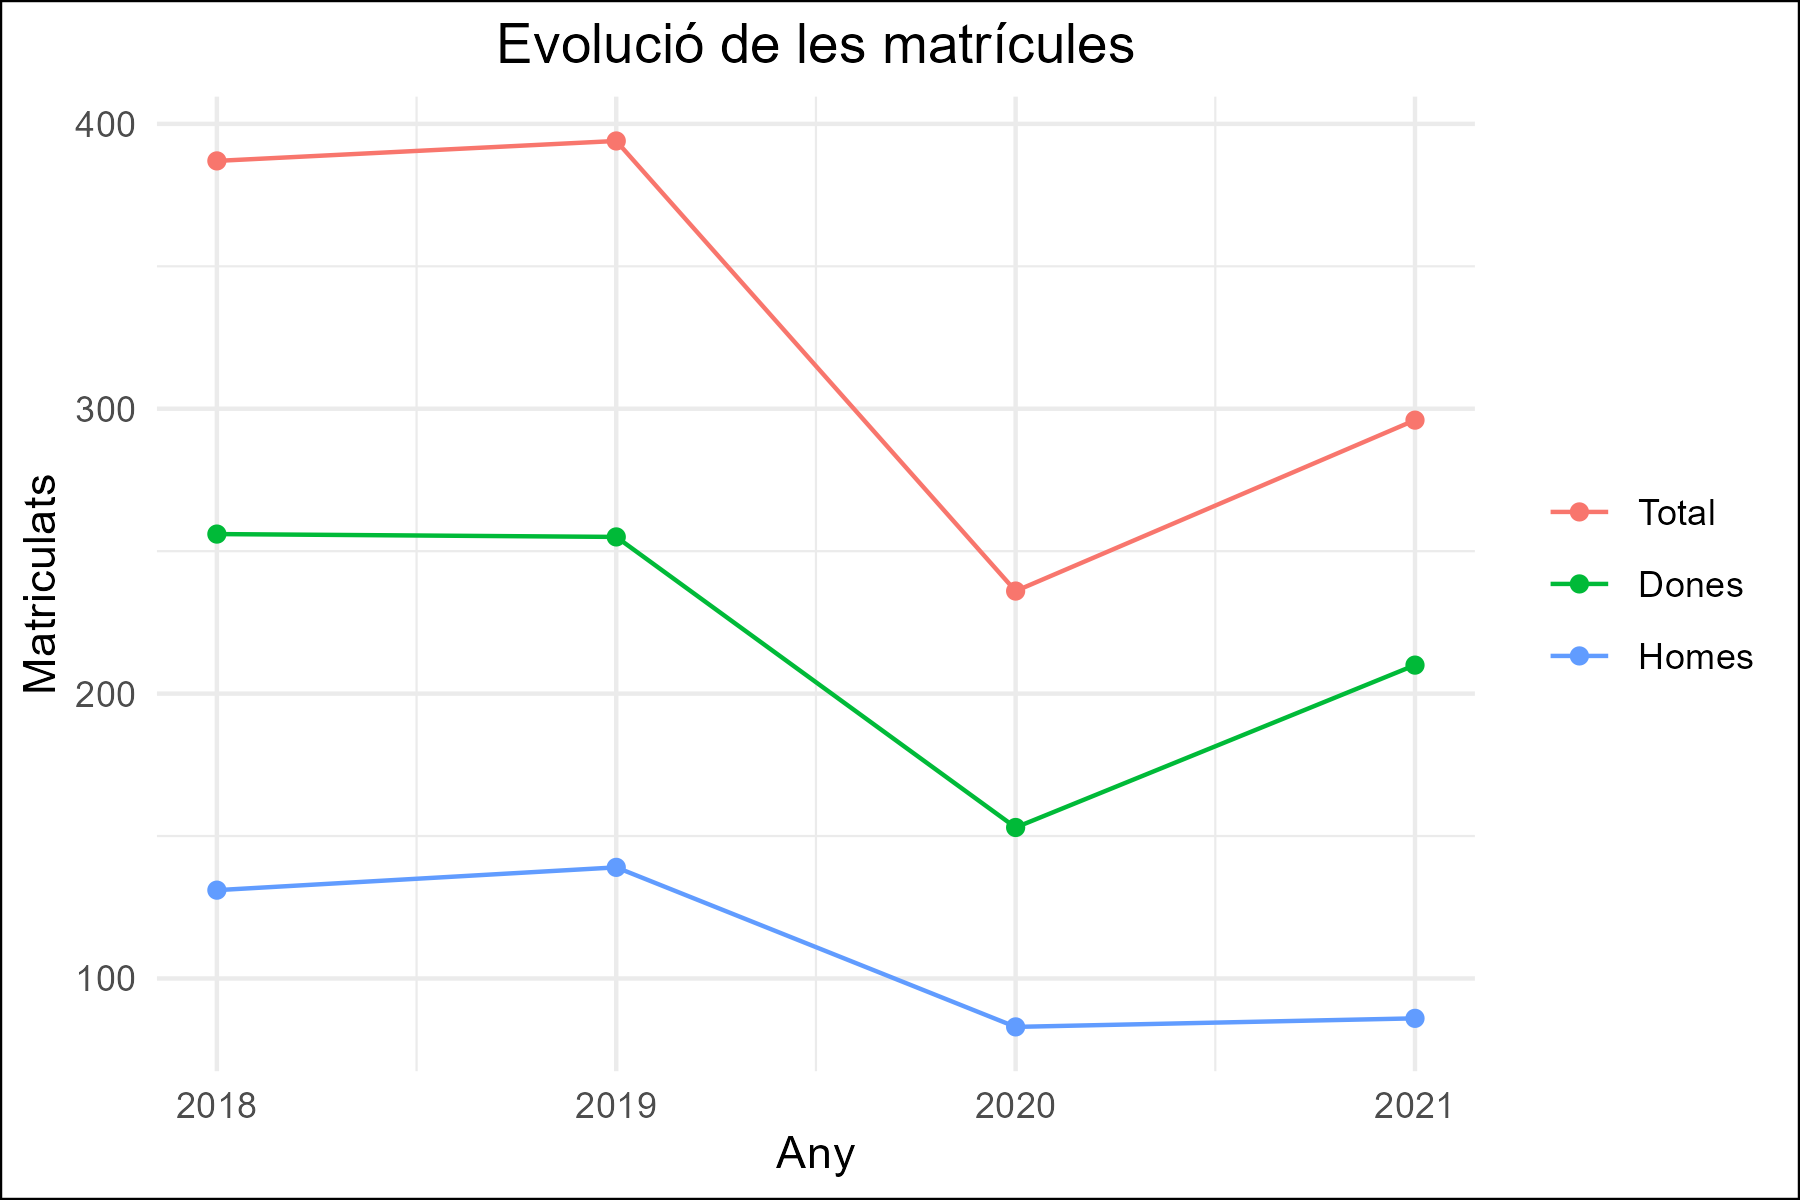 Evolució de les matrícules
400
300
200
100
Matriculats
2018
2019
2020
2021
Any
Total
Dones
Homes